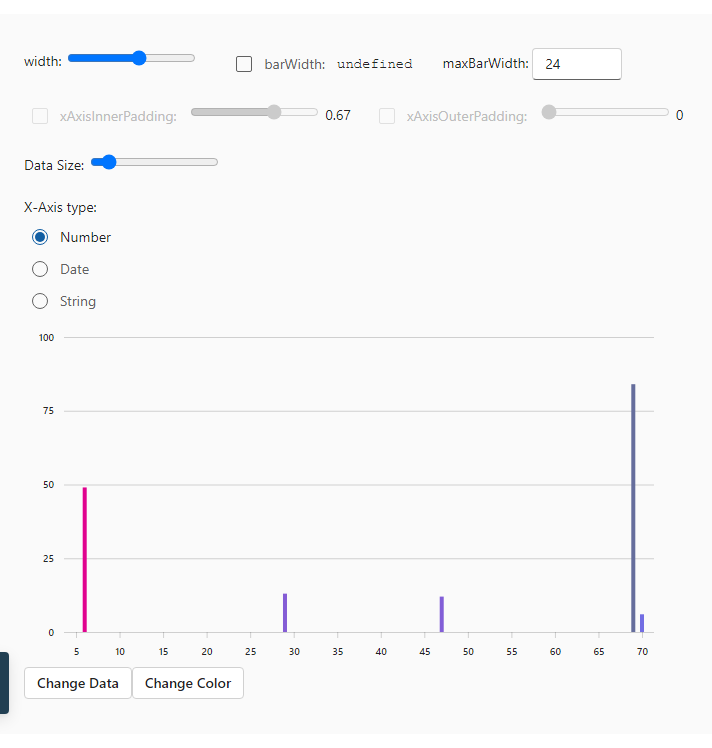 width: barWidth: undefined maxBarWidth: 24
xAxisInnerPadding: 0.67 xAxisOuterPadding: 0
Data Size:
X-Axis type:
Number
Date
String
100
75
50
25
0
5 10 15 20 25 30 35 40 45 50 55 60 65 70
Change Data Change Color